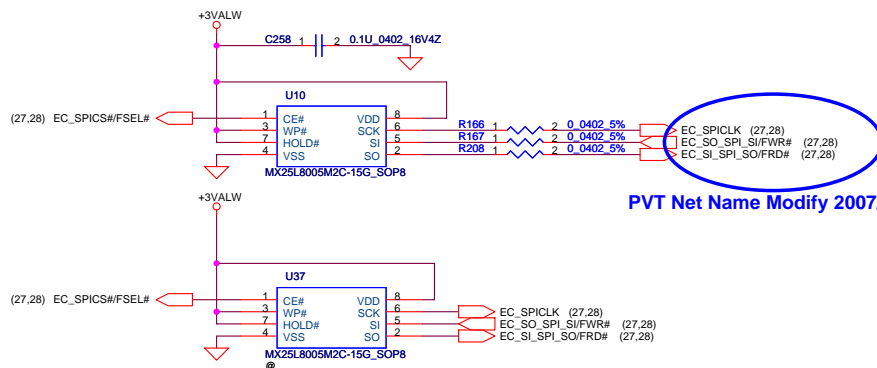 +3VALW
C258 1 2 0.1U_0402_16V4Z
U10
(27,28) EC_SPICS#/FSEL# 1 CE# VDD 8
3 WP# SCK 6 R166 1 2 0_0402_5% EC_SPICLK (27,28)
7 HOLD# SI 5 R167 1 2 0_0402_5% EC_SO_SPI_SI/FWR# (27,28)
4 VSS SO 2 R208 1 2 0_0402_5% EC_SI_SPI_SO/FRD# (27,28)
MX25L8005M2C-15G_SOP8
PVT Net Name Modify 2007
+3VALW
U37
(27,28) EC_SPICS#/FSEL# 1 CE# VDD 8
3 WP# SCK 6 EC_SPICLK (27,28)
7 HOLD# SI 5 EC_SO_SPI_SI/FWR# (27,28)
4 VSS SO 2 EC_SI_SPI_SO/FRD# (27,28)
MX25L8005M2C-15G_SOP8
@